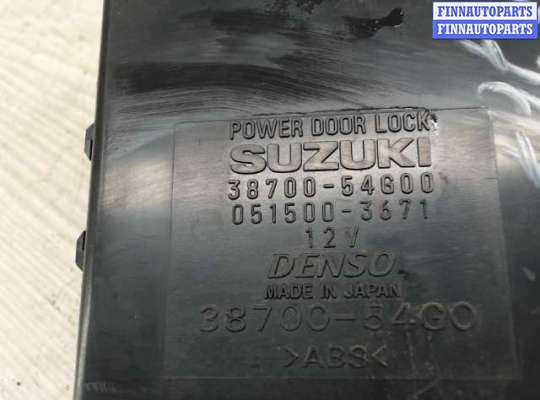 FINNAUTOPARTS
FINNAUTOPARTS
POWER DOOR LOCK
SUZUKI
38700-54G00
051500-3671
12V
DENSO
MADE IN JAPAN
38700-54G0
>ABS<